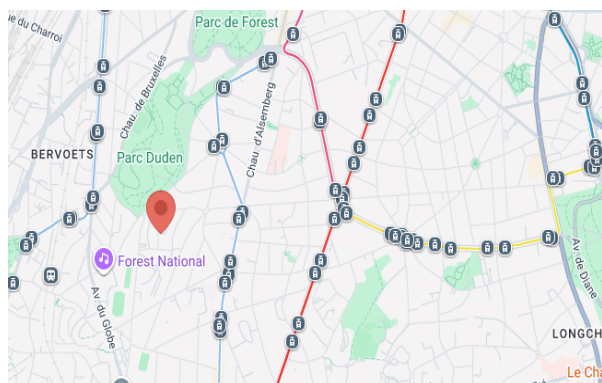 ue du Charroi
Parc de Forest
Chau. de Bruxelles
Chau. d'Alsemberg
BERVOETS
Parc Duden
Forest National
Av. du Globe
Av. de Diane
LONGCH
Le Cha